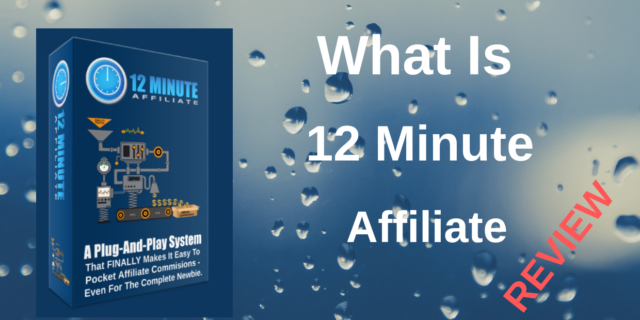 12 MINUTE
AFFILIATE
12 MINUTE
A Plug-And-Play System
That FINALLY Makes It Easy To
Pocket Affiliate Commisions -
Even For The Complete Newbie.
What Is
12 Minute
Affiliate
REVIEW